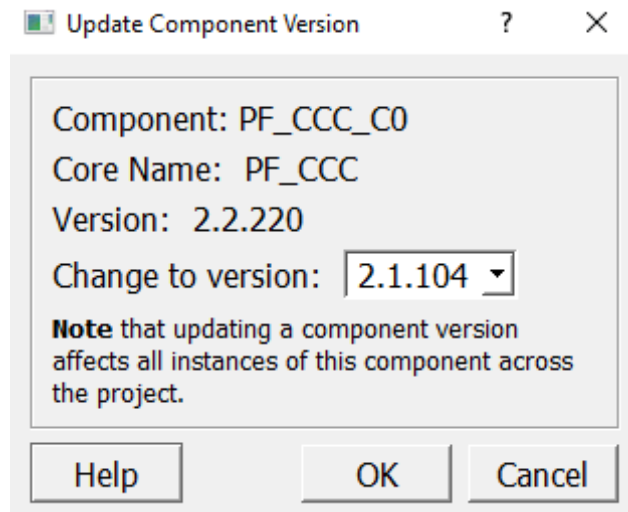 Update Component Version
Component: PF_CCC_C0
Core Name: PF_CCC
Version: 2.2.220
Change to version: 2.1.104
Note that updating a component version
affects all instances of this component across
the project.
Help OK Cancel